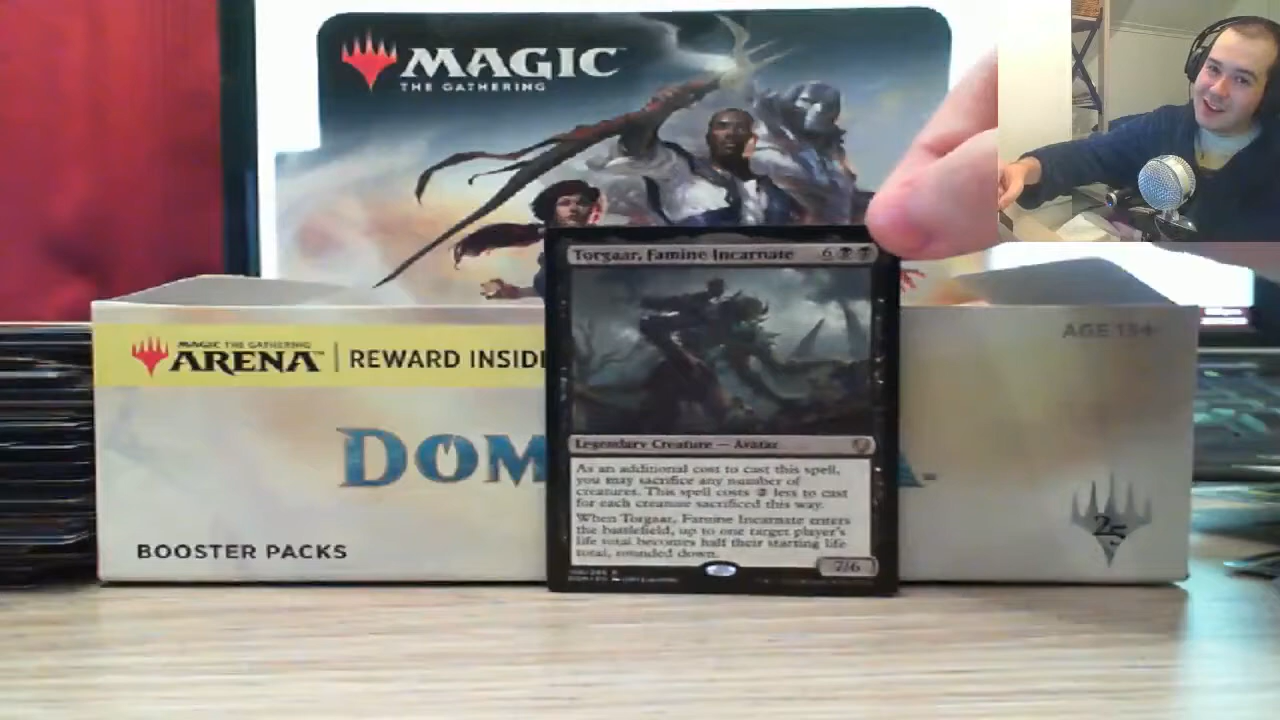 MAGIC
THE GATHERING
Torgaar, Famine Incarnate 6
MAGIC THE GATHERING
ARENA | REWARD INSIDE
AGE 13+
DOM A
Legendary Creature — Avatar
As an additional cost to cast this spell,
you may sacrifice any number of
creatures. This spell costs 2 less to cast
for each creature sacrificed this way.
When Torgaar, Famine Incarnate enters
the battlefield, up to one target player's
life total becomes half their starting life
total, rounded down.
7/6
25
BOOSTER PACKS